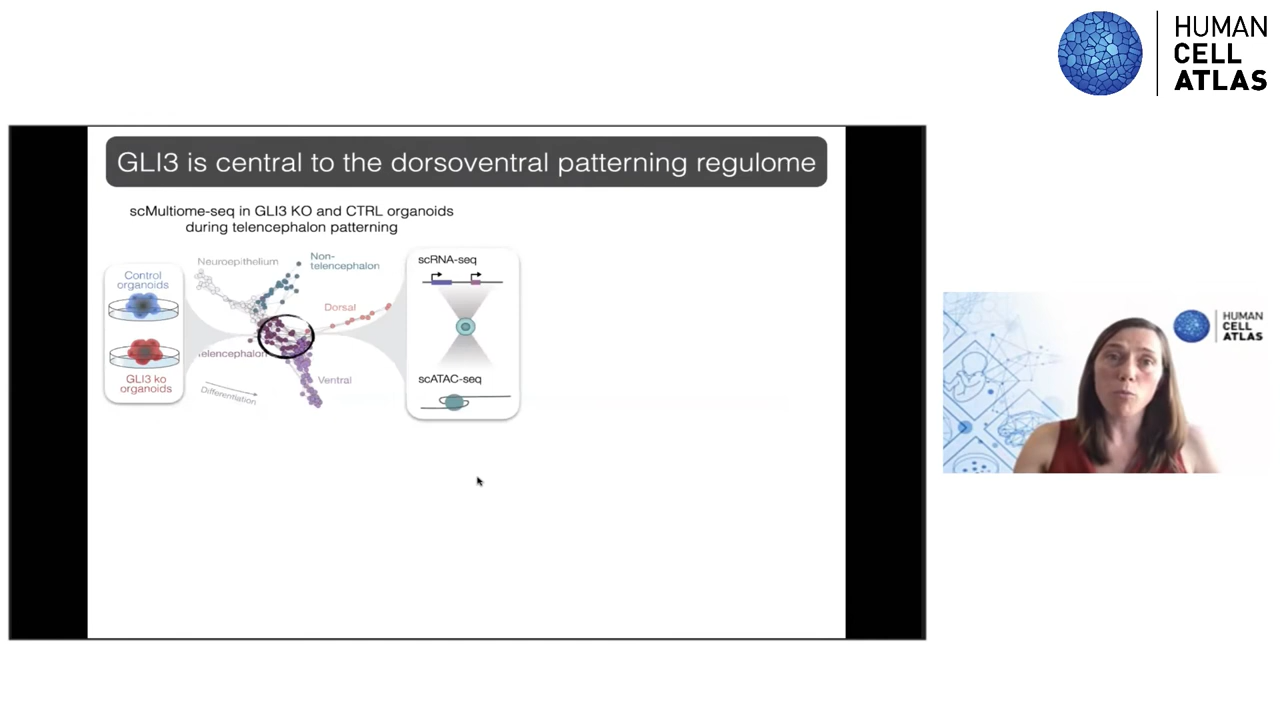 HUMAN
CELL
ATLAS
GLI3 is central to the dorsoventral patterning regulome
scMultiome-seq in GLI3 KO and CTRL organoids
during telencephalon patterning
Control
organoids
GLI3 ko
organoids
Neuroepithelium
Non-
telencephalon
Dorsal
Telencephalon
Ventral
Differentiation
scRNA-seq
scATAC-seq
HUMAN
CELL
ATLAS